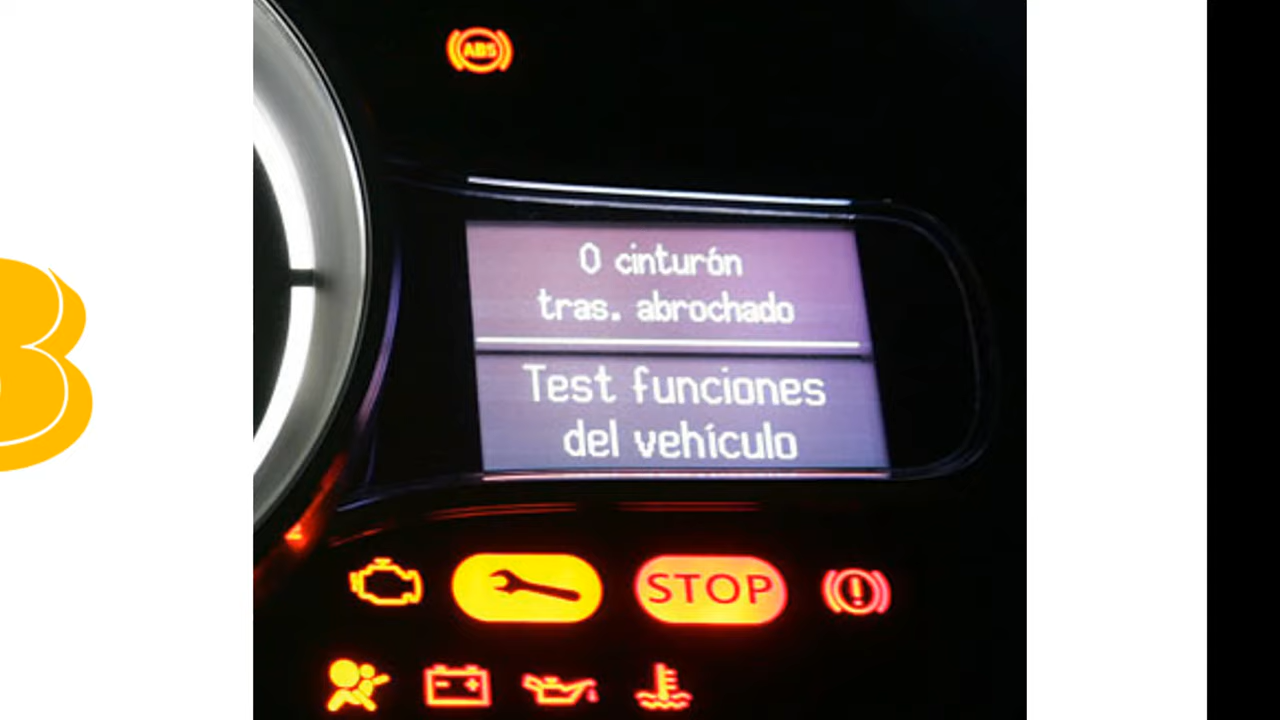 ABS
0 cinturón
tras. abrochado
Test funciones
del vehículo
STOP
B